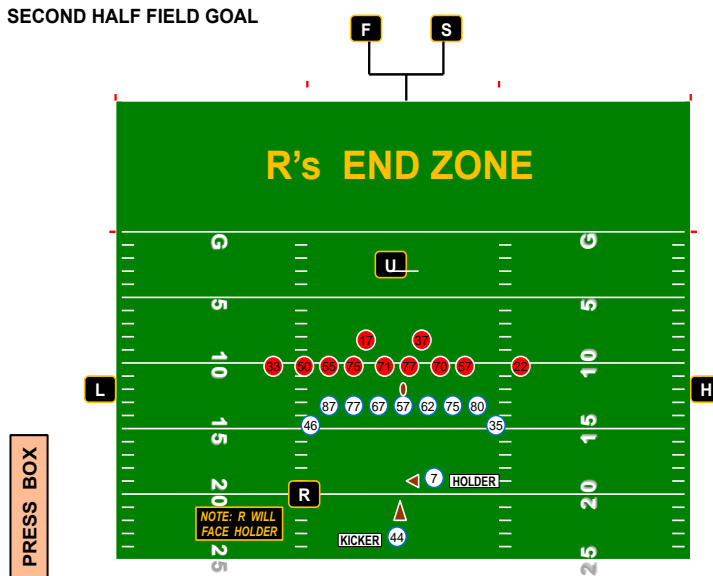 SECOND HALF FIELD GOAL
F S
R's END ZONE
G G
U
5 5
17 37
33 50 55 75 71 77 70 57 22
10 10
L H
87 77 67 57 62 75 80
46 35
15 15
7 HOLDER
R
20 20
NOTE: R WILL
FACE HOLDER
KICKER 44
25 25
PRESS BOX